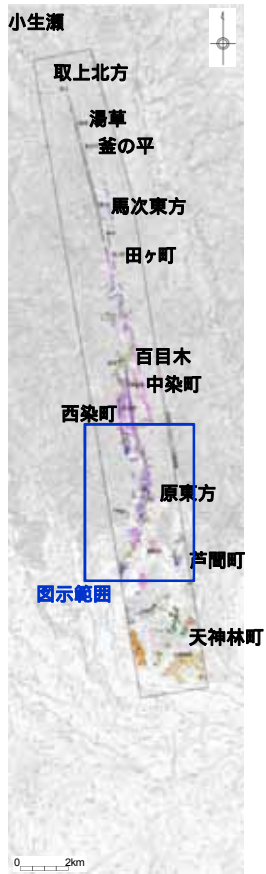 小生瀬
取上北方
湯草
釜の平
馬次東方
田ヶ町
百目木
中染町
西染町
原東方
芦間町
図示範囲
天神林町
0 2km